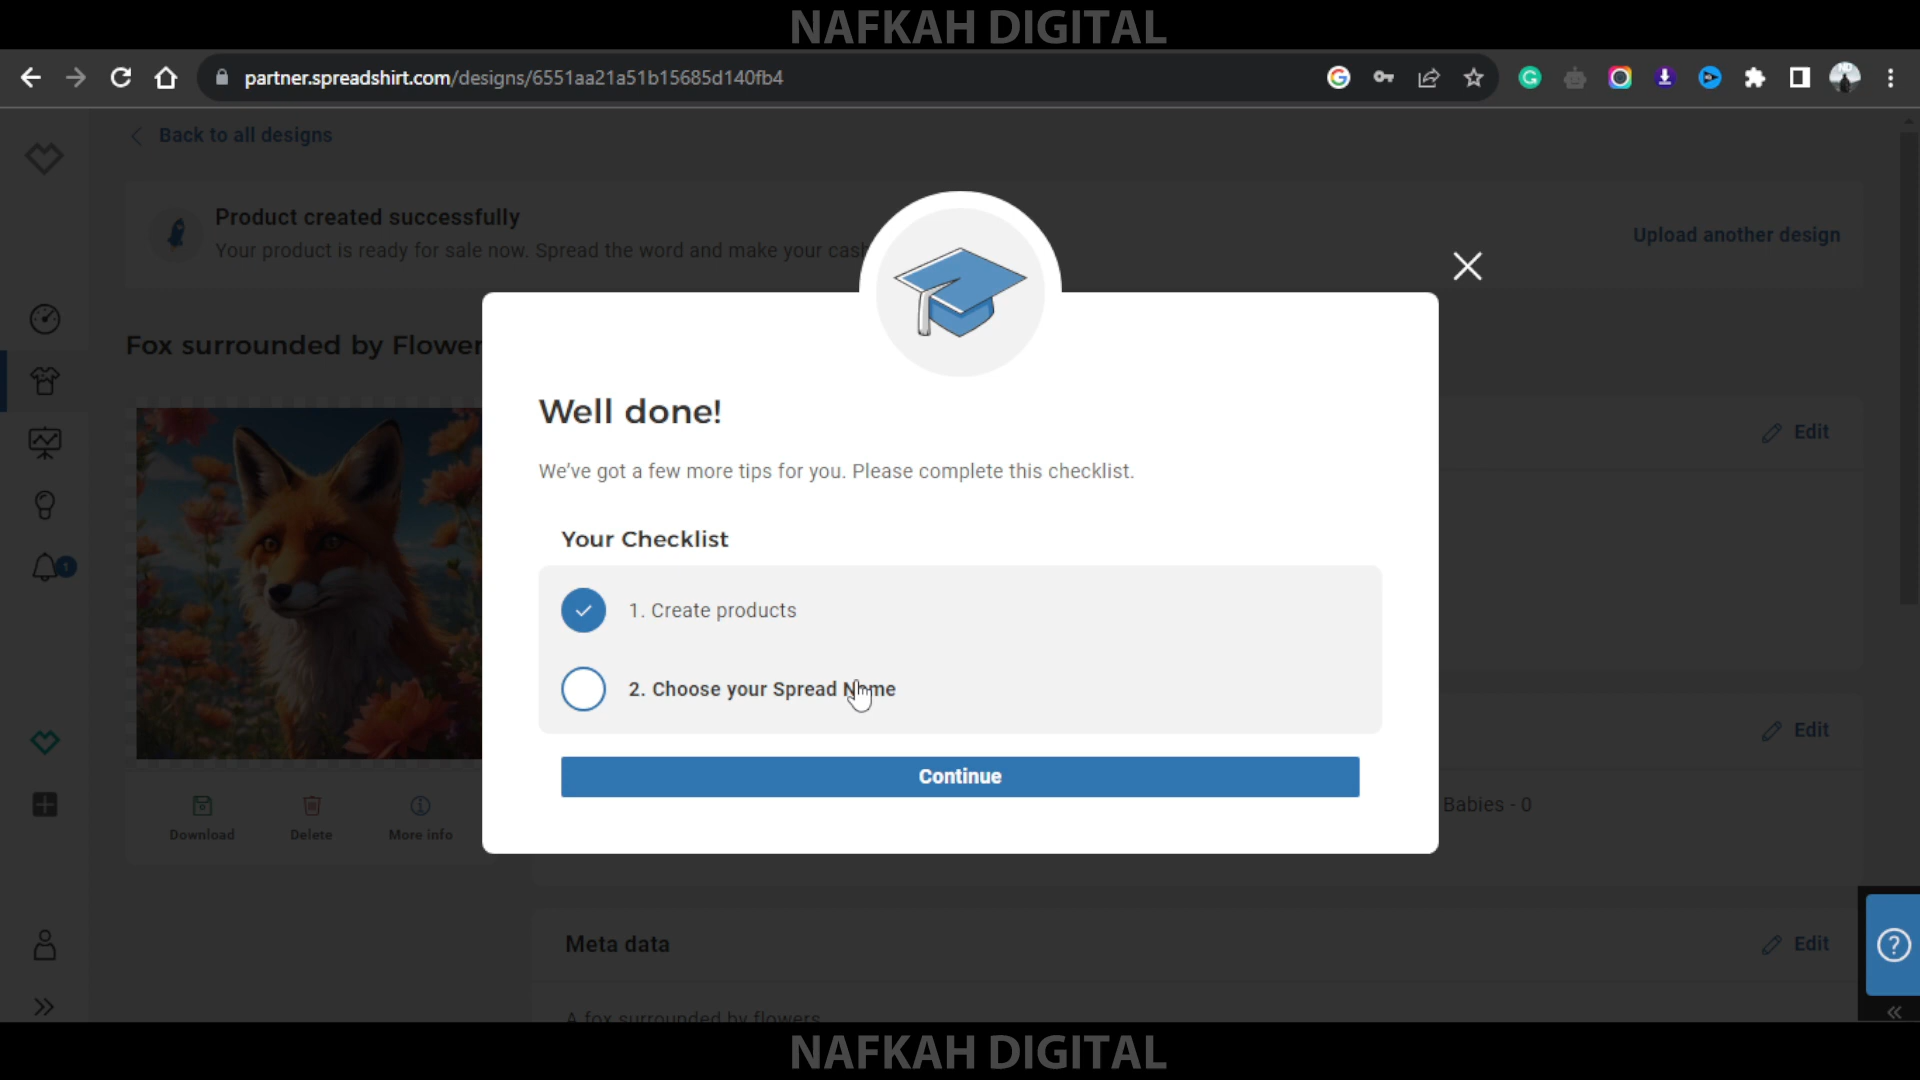 NAFKAH DIGITAL
partner.spreadshirt.com/designs/6551aa21a51b15685d140fb4
Back to all designs
Product created successfully
Your product is ready for sale now. Spread the word and make your cash
Upload another design
Fox surrounded by Flower
Edit
Well done!
We've got a few more tips for you. Please complete this checklist.
Your Checklist
1. Create products
2. Choose your Spread Name
Continue
1
Edit
Babies - 0
Download
Delete
More info
Meta data
Edit
A fox surrounded by flowers
NAFKAH DIGITAL